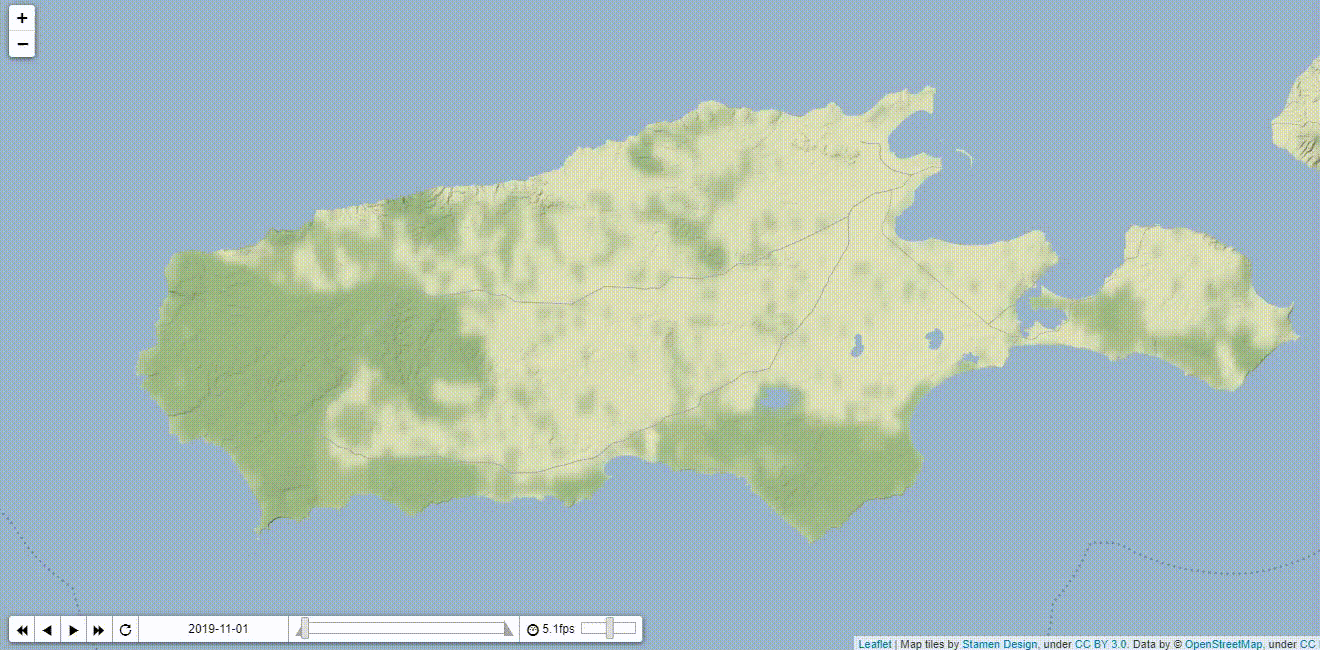 +
−
2019-11-01
5.1fps
Leaflet | Map tiles by Stamen Design, under CC BY 3.0. Data by © OpenStreetMap, under CC